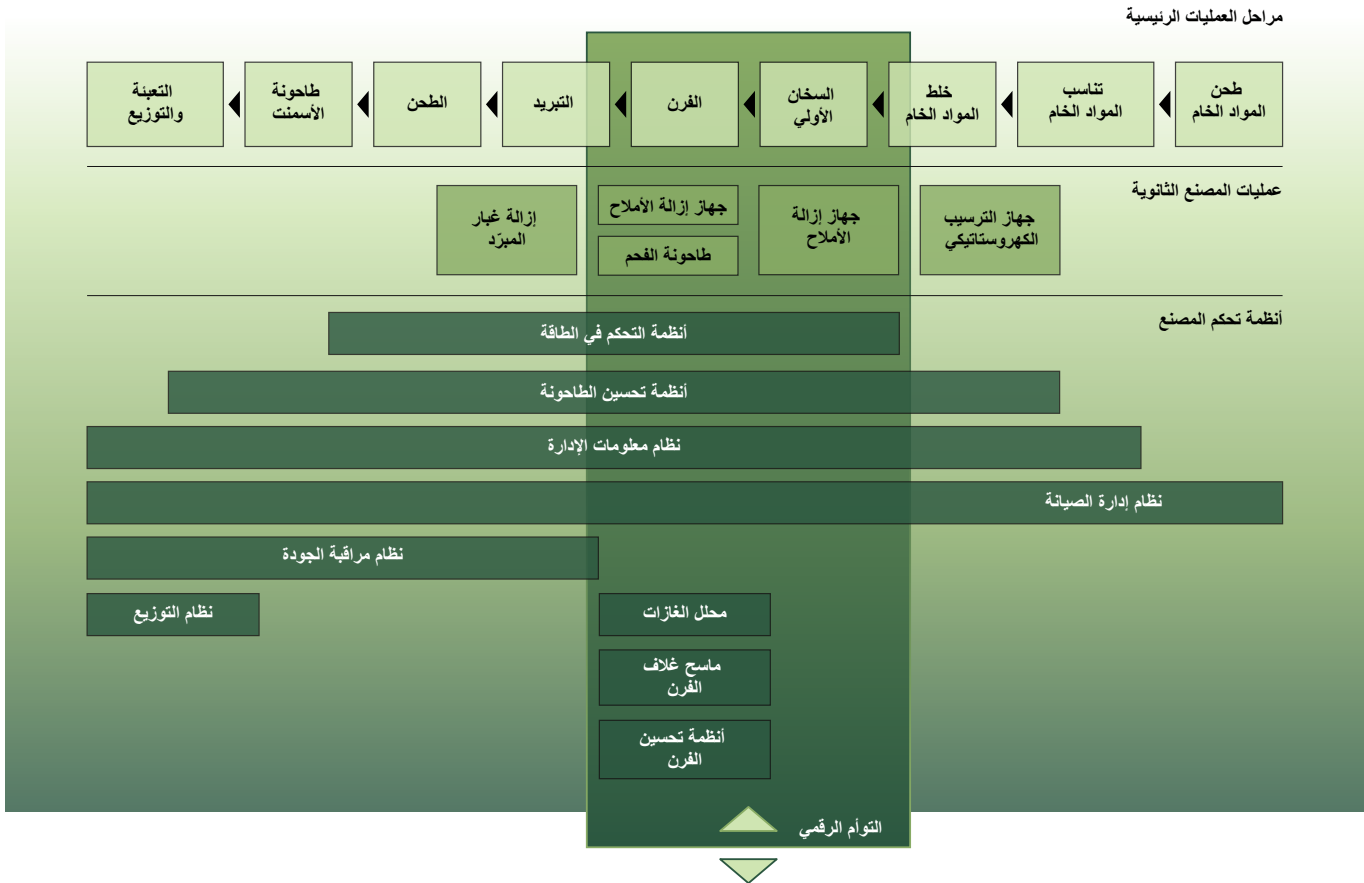 مراحل العمليات الرئيسية
طحن
المواد الخام
تناسب
المواد الخام
خلط
المواد الخام
السخان
الأولي
الفرن
التبريد
الطحن
طاحونة
الأسمنت
التعبئة
والتوزيع
عمليات المصنع الثانوية
جهاز الترسيب
الكهروستاتيكي
جهاز إزالة
الأملاح
جهاز إزالة الأملاح
طاحونة الفحم
إزالة غبار
المبرّد
أنظمة تحكم المصنع
أنظمة التحكم في الطاقة
أنظمة تحسين الطاحونة
نظام معلومات الإدارة
نظام إدارة الصيانة
نظام مراقبة الجودة
نظام التوزيع
محلل الغازات
ماسح غلاف
الفرن
أنظمة تحسين
الفرن
التوأم الرقمي